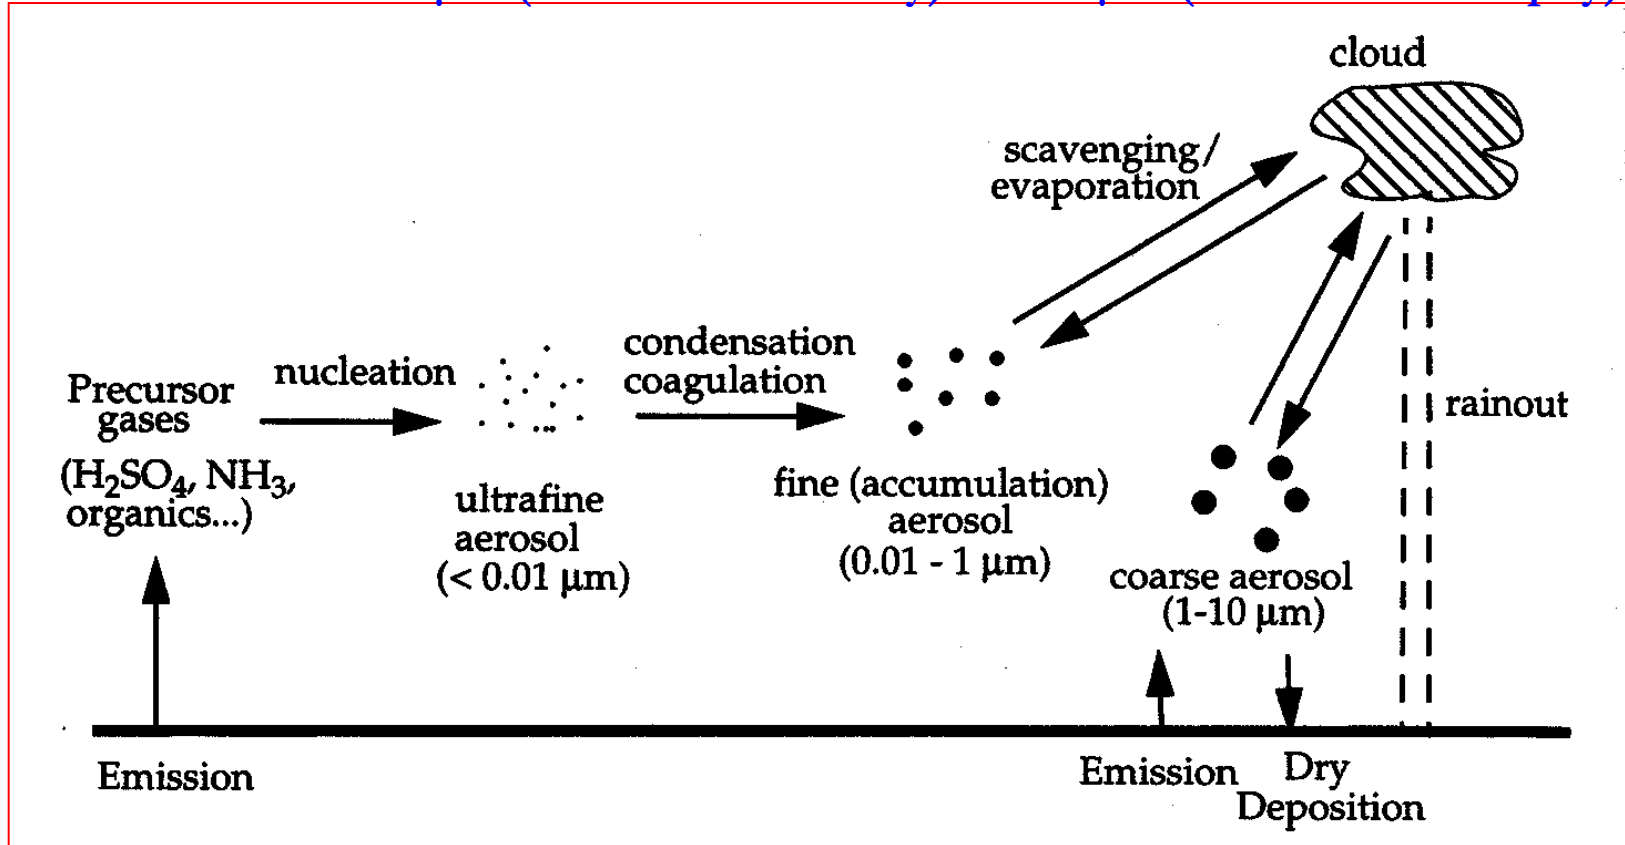 cloud
scavenging/
evaporation
condensation
coagulation
nucleation
Precursor
gases
(H₂SO₄, NH₃,
organics...)
rainout
ultrafine
aerosol
(< 0.01 μm)
fine (accumulation)
aerosol
(0.01 - 1 μm)
coarse aerosol
(1-10 μm)
Emission
Emission
Dry
Deposition